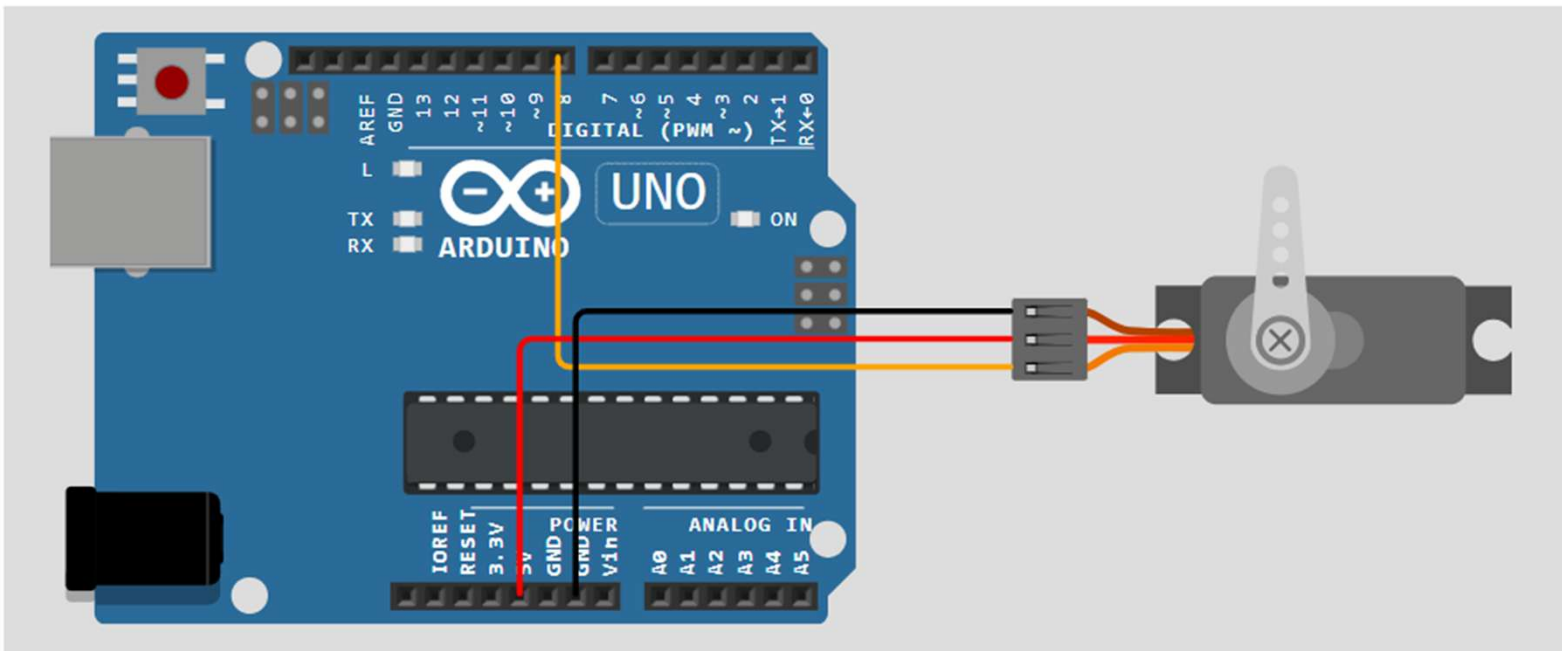 AREF
GND
13
12
~11
~10
~9
8
7
~6
~5
4
~3
2
TX→1
RX←0
DIGITAL (PWM ~)
L
UNO
TX
ON
RX
ARDUINO
POWER
ANALOG IN
IOREF
RESET
3.3V
5V
GND
GND
Vin
A0
A1
A2
A3
A4
A5